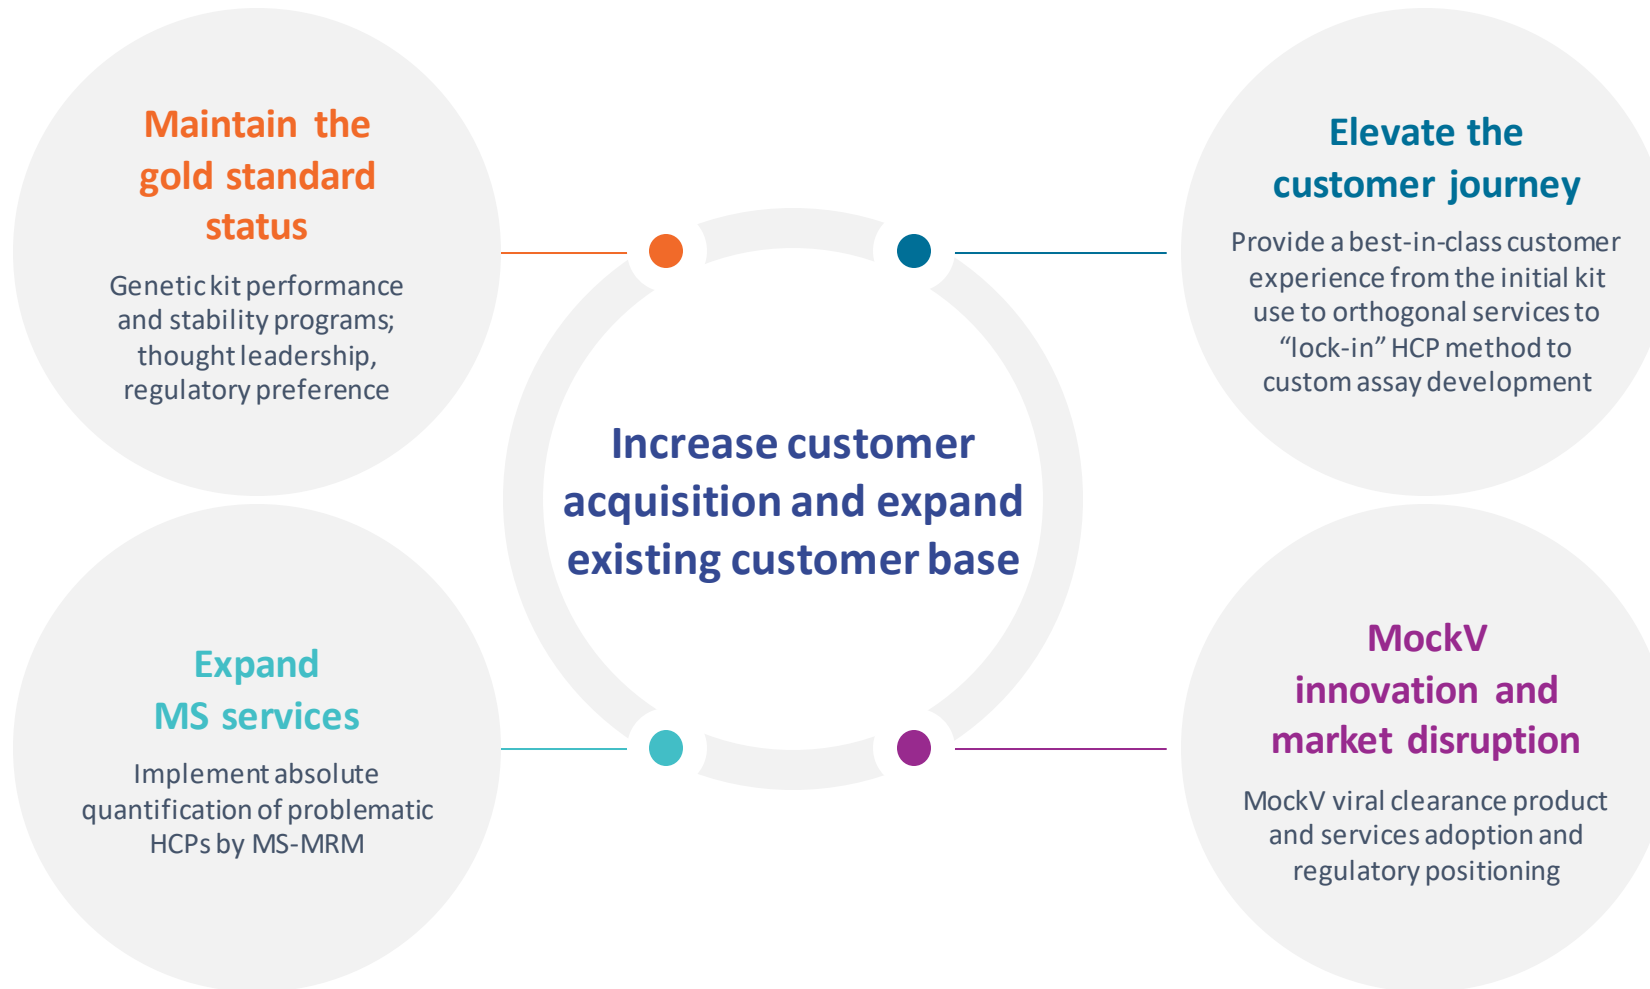 Maintain the
gold standard
status
Genetic kit performance
and stability programs;
thought leadership,
regulatory preference
Elevate the
customer journey
Provide a best-in-class customer
experience from the initial kit
use to orthogonal services to
“lock-in” HCP method to
custom assay development
Increase customer
acquisition and expand
existing customer base
Expand
MS services
Implement absolute
quantification of problematic
HCPs by MS-MRM
MockV
innovation and
market disruption
MockV viral clearance product
and services adoption and
regulatory positioning